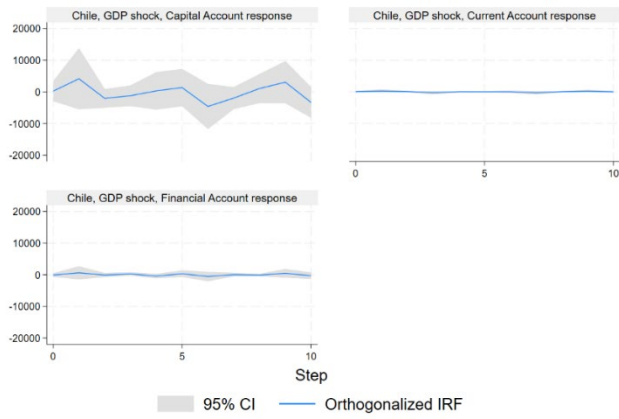 Chile, GDP shock, Capital Account response
Chile, GDP shock, Current Account response
20000
10000
0
-10000
-20000
0
5
10
Chile, GDP shock, Financial Account response
20000
10000
0
-10000
-20000
0
5
10
Step
95% CI
Orthogonalized IRF